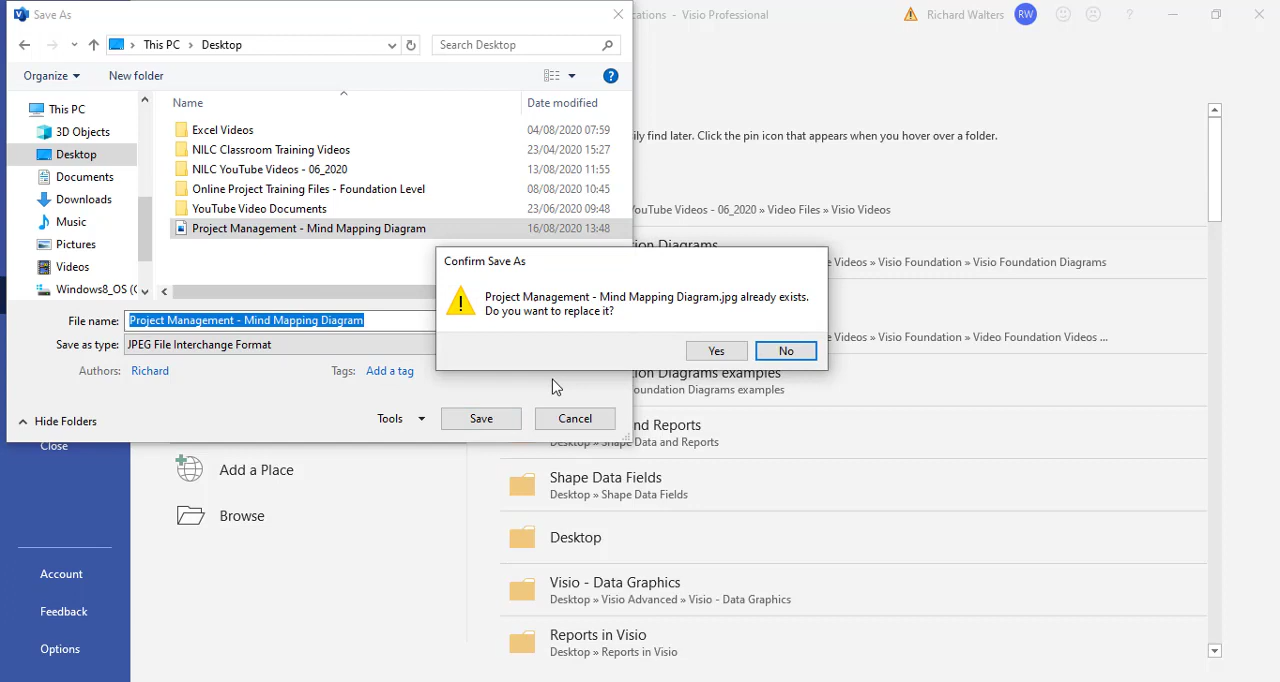 Save As
cations - Visio Professional
Richard Walters
RW
?
This PC
Desktop
Search Desktop
Organize
New folder
?
Name
Date modified
This PC
3D Objects
Desktop
Documents
Downloads
Music
Pictures
Videos
Windows8_OS (C
Excel Videos 04/08/2020 07:59
NILC Classroom Training Videos 23/04/2020 15:27
NILC YouTube Videos - 06_2020 13/08/2020 11:55
Online Project Training Files - Foundation Level 08/08/2020 10:45
YouTube Video Documents 23/06/2020 09:48
Project Management - Mind Mapping Diagram 16/08/2020 13:48
File name: Project Management - Mind Mapping Diagram
Save as type: JPEG File Interchange Format
Authors: Richard
Tags: Add a tag
Hide Folders
Tools
Save
Cancel
Confirm Save As
Project Management - Mind Mapping Diagram.jpg already exists.
Do you want to replace it?
Yes
No
ily find later. Click the pin icon that appears when you hover over a folder.
YouTube Videos - 06_2020 » Video Files » Visio Videos
ion Diagrams
e Videos » Visio Foundation » Visio Foundation Diagrams
e Videos » Visio Foundation » Video Foundation Videos ...
ion Diagrams examples
oundation Diagrams examples
nd Reports
Desktop » Shape Data and Reports
Shape Data Fields
Desktop » Shape Data Fields
Desktop
Visio - Data Graphics
Desktop » Visio Advanced » Visio - Data Graphics
Reports in Visio
Desktop » Reports in Visio
Add a Place
Browse
Close
Account
Feedback
Options